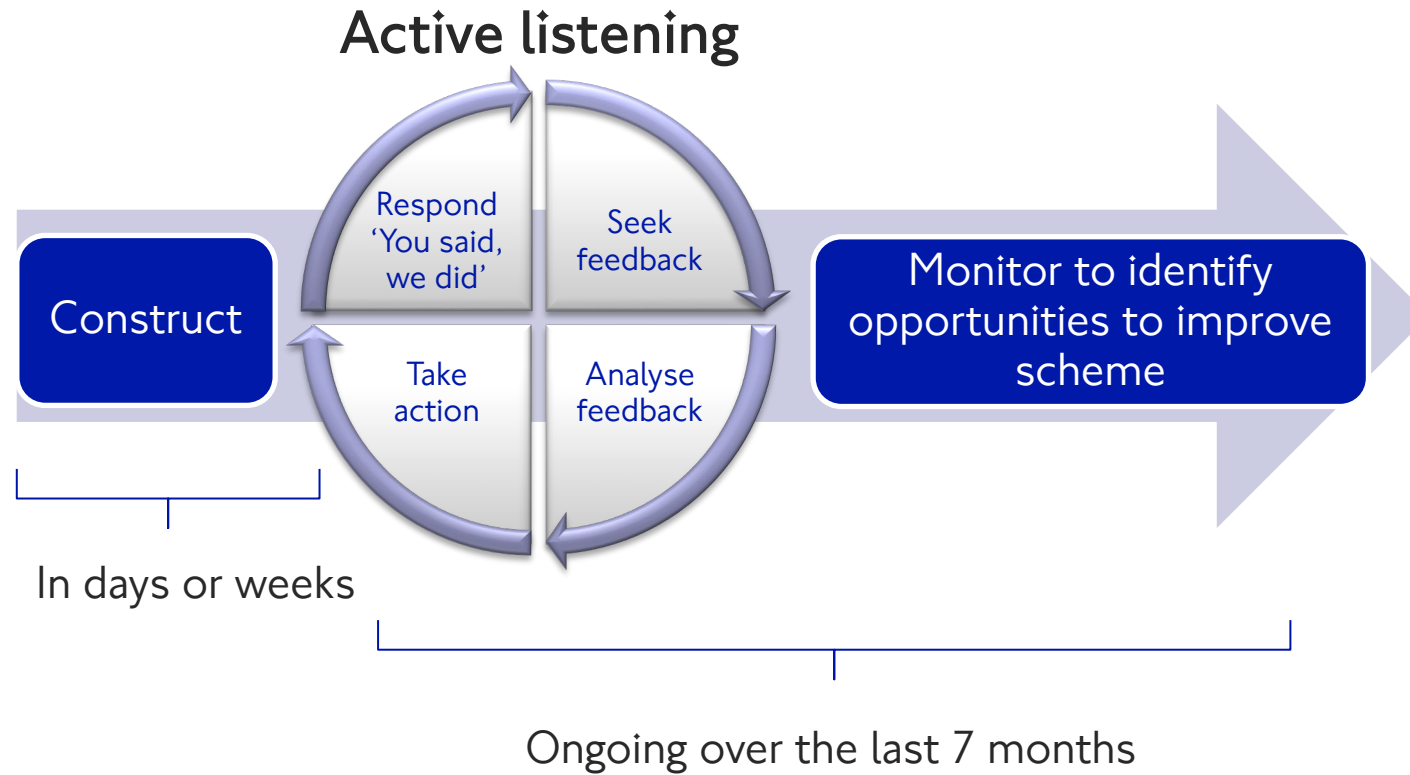 Active listening
Construct
Respond
‘You said,
we did’
Seek
feedback
Take
action
Analyse
feedback
Monitor to identify
opportunities to improve
scheme
In days or weeks
Ongoing over the last 7 months